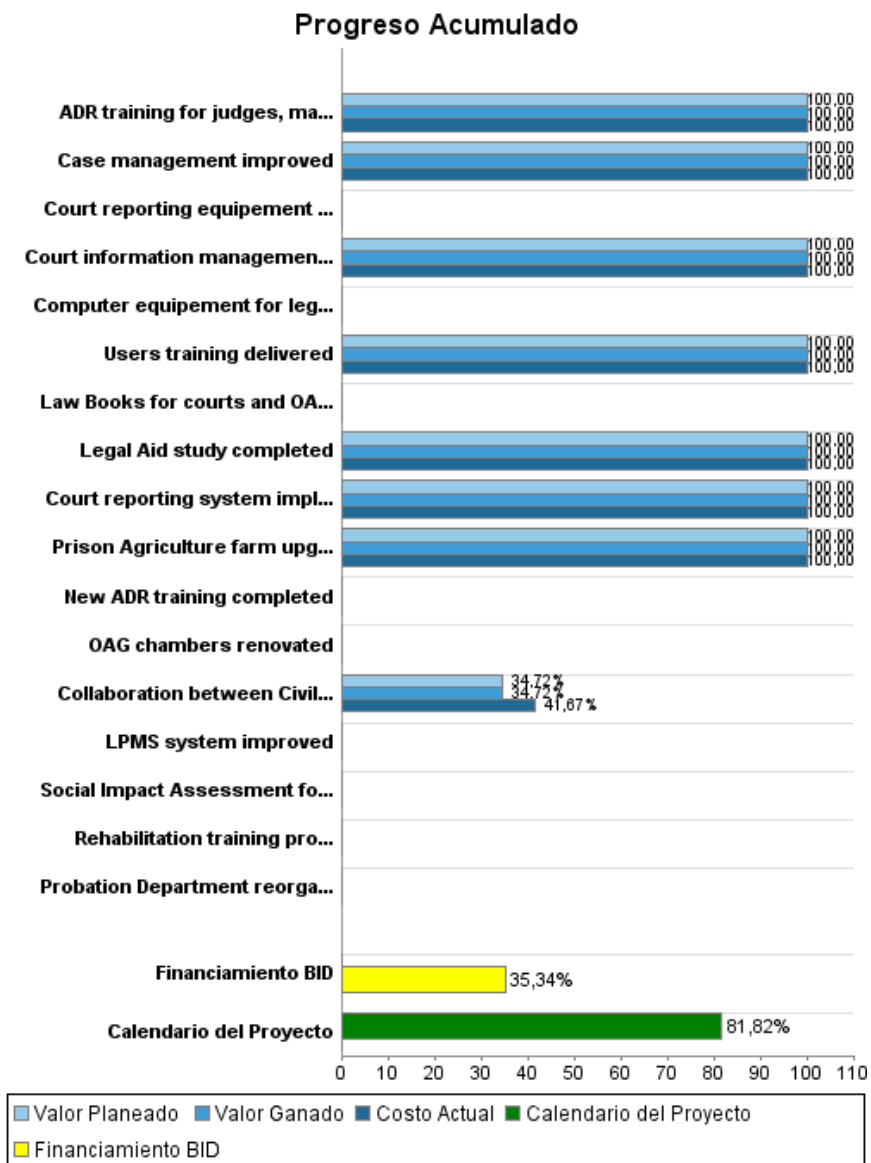 Progreso Acumulado
ADR training for judges, ma...
100,00
100,00
100,00
Case management improved
100,00
100,00
100,00
Court reporting equipement ...
Court information managemen...
100,00
100,00
100,00
Computer equipement for leg...
Users training delivered
100,00
100,00
100,00
Law Books for courts and OA...
Legal Aid study completed
100,00
100,00
100,00
Court reporting system impl...
100,00
100,00
100,00
Prison Agriculture farm upg...
100,00
100,00
100,00
New ADR training completed
OAG chambers renovated
Collaboration between Civil...
34,72%
34,72%
41,67%
LPMS system improved
Social Impact Assessment fo...
Rehabilitation training pro...
Probation Department reorga...
Financiamiento BID
35,34%
Calendario del Proyecto
81,82%
0 10 20 30 40 50 60 70 80 90 100 110
Valor Planeado Valor Ganado Costo Actual Calendario del Proyecto
Financiamiento BID